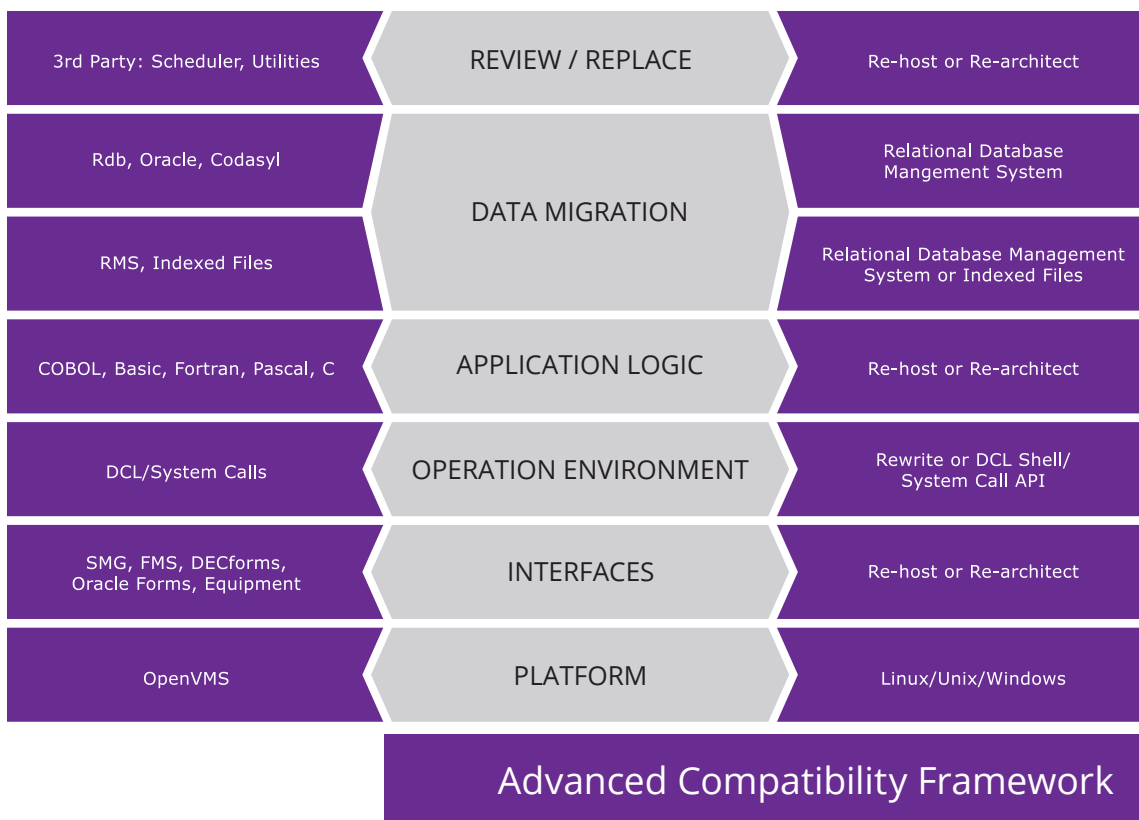 3rd Party: Scheduler, Utilities
REVIEW / REPLACE
Re-host or Re-architect
Rdb, Oracle, Codasyl
DATA MIGRATION
Relational Database
Mangement System
RMS, Indexed Files
Relational Database Management
System or Indexed Files
COBOL, Basic, Fortran, Pascal, C
APPLICATION LOGIC
Re-host or Re-architect
DCL/System Calls
OPERATION ENVIRONMENT
Rewrite or DCL Shell/
System Call API
SMG, FMS, DECforms,
Oracle Forms, Equipment
INTERFACES
Re-host or Re-architect
OpenVMS
PLATFORM
Linux/Unix/Windows
Advanced Compatibility Framework